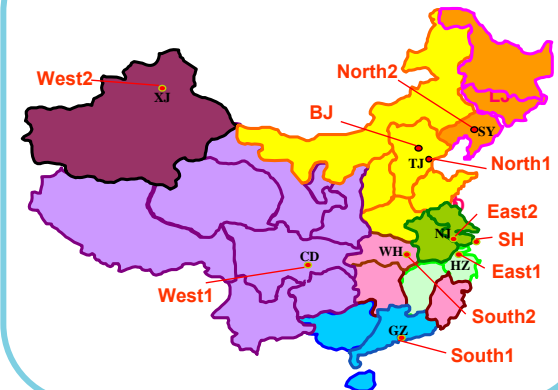 North2
West2
XJ
BJ
SY
TJ
North1
East2
NJ
SH
WH
HZ
CD
East1
West1
South2
GZ
South1